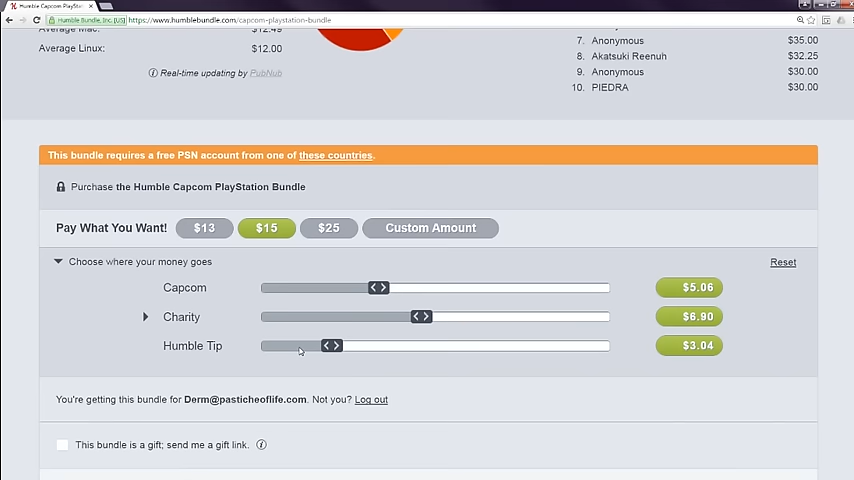 Humble Capcom PlayStat
Humble Bundle, Inc. [US] https://www.humblebundle.com/capcom-playstation-bundle
Average Mac: $12.49
Average Linux: $12.00
Real-time updating by PubNub
7. Anonymous $35.00
8. Akatsuki Reenuh $32.25
9. Anonymous $30.00
10. PIEDRA $30.00
This bundle requires a free PSN account from one of these countries.
Purchase the Humble Capcom PlayStation Bundle
Pay What You Want! $13 $15 $25 Custom Amount
Choose where your money goes Reset
Capcom $5.06
Charity $6.90
Humble Tip $3.04
You're getting this bundle for Derm@pasticheoflife.com. Not you? Log out
This bundle is a gift; send me a gift link.